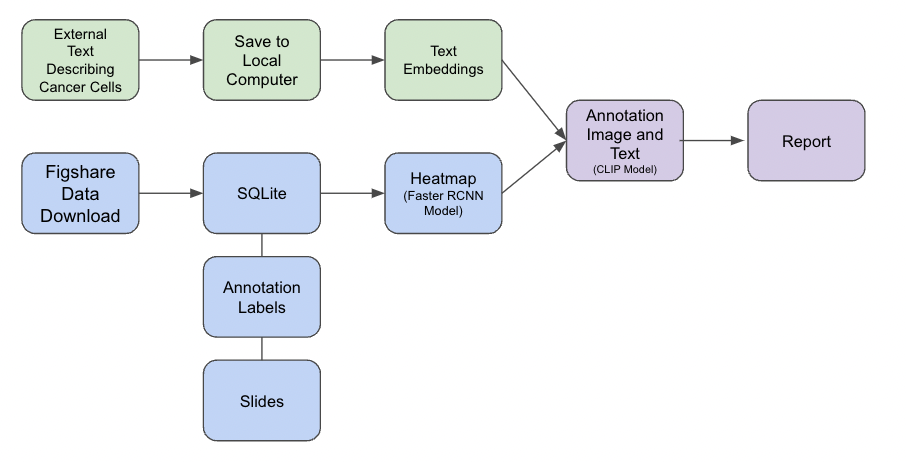 External
Text
Describing
Cancer Cells
Save to
Local
Computer
Text
Embeddings
Annotation
Image and
Text
(CLIP Model)
Report
Figshare
Data
Download
SQLite
Heatmap
(Faster RCNN
Model)
Annotation
Labels
Slides